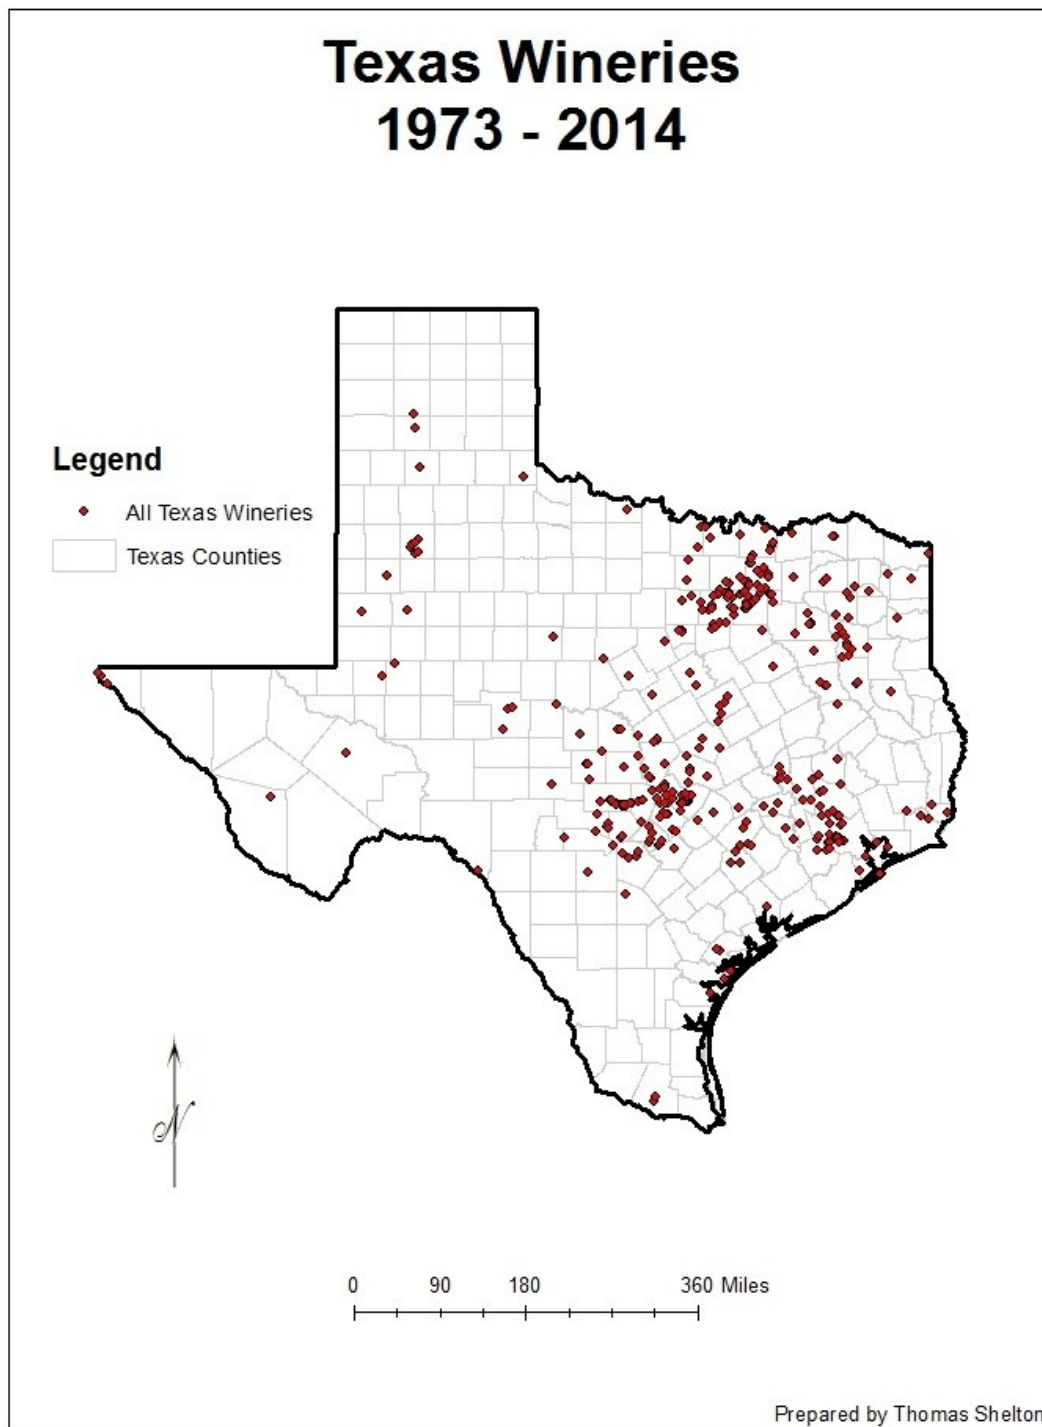 Texas Wineries
1973 - 2014
Legend
All Texas Wineries
Texas Counties
N
0 90 180 360 Miles
Prepared by Thomas Shelton